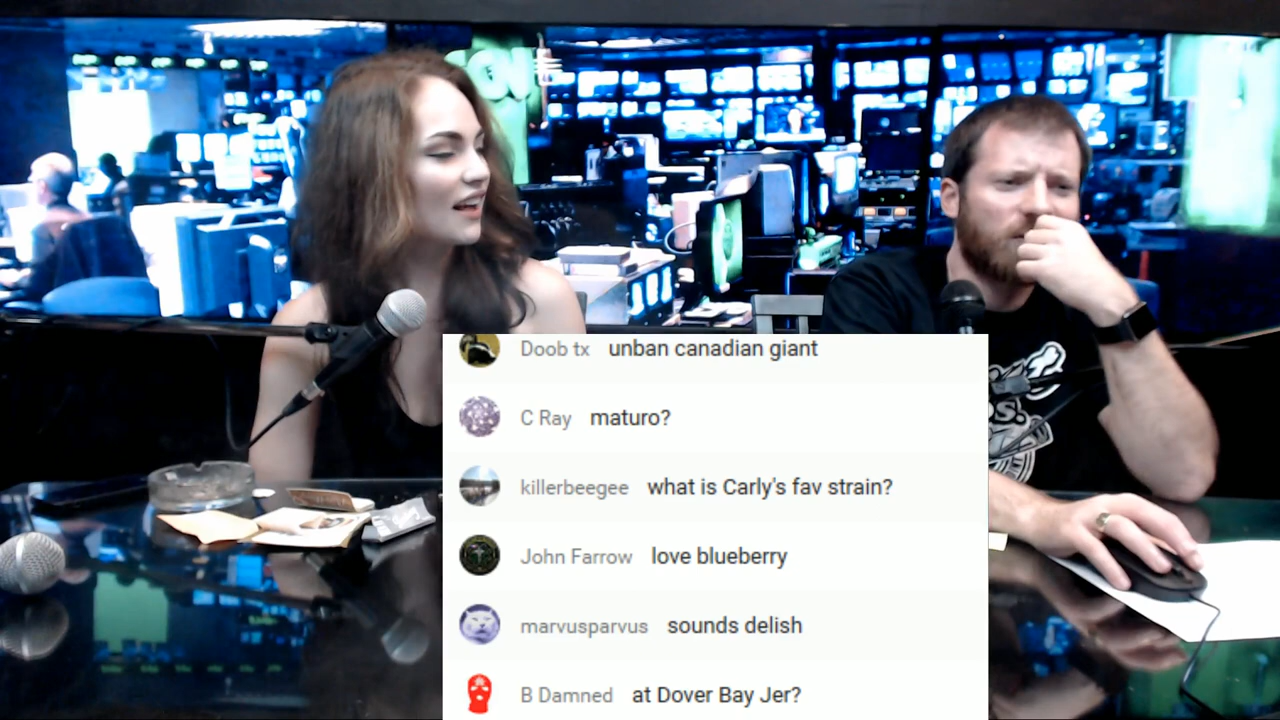 Doob tx unban canadian giant
C Ray maturo?
killerbeegee what is Carly's fav strain?
John Farrow love blueberry
marvusparvus sounds delish
B Damned at Dover Bay Jer?